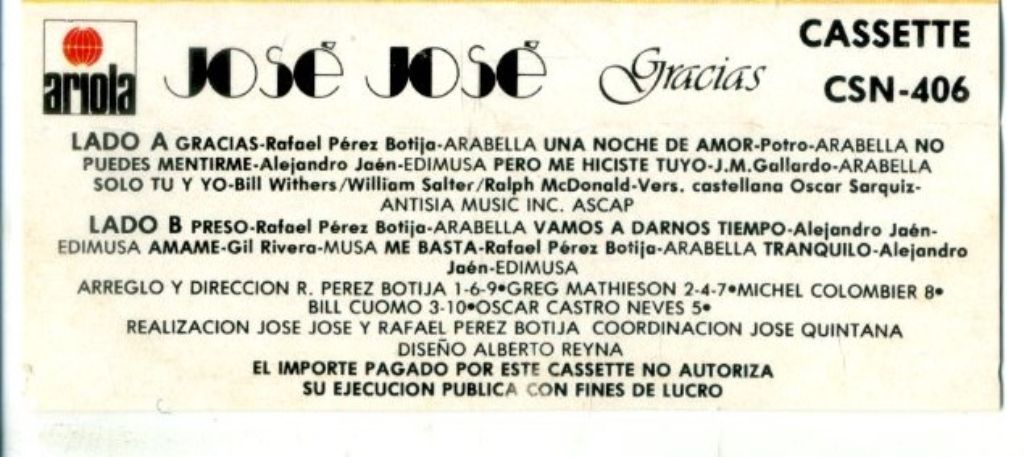 ariola JOSÉ JOSÉ Gracias CASSETTE
CSN-406
LADO A GRACIAS-Rafael Pérez Botija-ARABELLA UNA NOCHE DE AMOR-Potro-ARABELLA NO
PUEDES MENTIRME-Alejandro Jaén-EDIMUSA PERO ME HICISTE TUYO-J.M.Gallardo-ARABELLA
SOLO TU Y YO-Bill Withers/William Salter/Ralph McDonald-Vers. castellana Oscar Sarquiz-
ANTISIA MUSIC INC. ASCAP
LADO B PRESO-Rafael Pérez Botija-ARABELLA VAMOS A DARNOS TIEMPO-Alejandro Jaén-
EDIMUSA AMAME-Gil Rivera-MUSA ME BASTA-Rafael Pérez Botija-ARABELLA TRANQUILO-Alejandro
Jaén-EDIMUSA
ARREGLO Y DIRECCION R. PEREZ BOTIJA 1-6-9•GREG MATHIESON 2-4-7•MICHEL COLOMBIER 8•
BILL CUOMO 3-10•OSCAR CASTRO NEVES 5•
REALIZACION JOSE JOSE Y RAFAEL PEREZ BOTIJA COORDINACION JOSE QUINTANA
DISEÑO ALBERTO REYNA
EL IMPORTE PAGADO POR ESTE CASSETTE NO AUTORIZA
SU EJECUCION PUBLICA CON FINES DE LUCRO